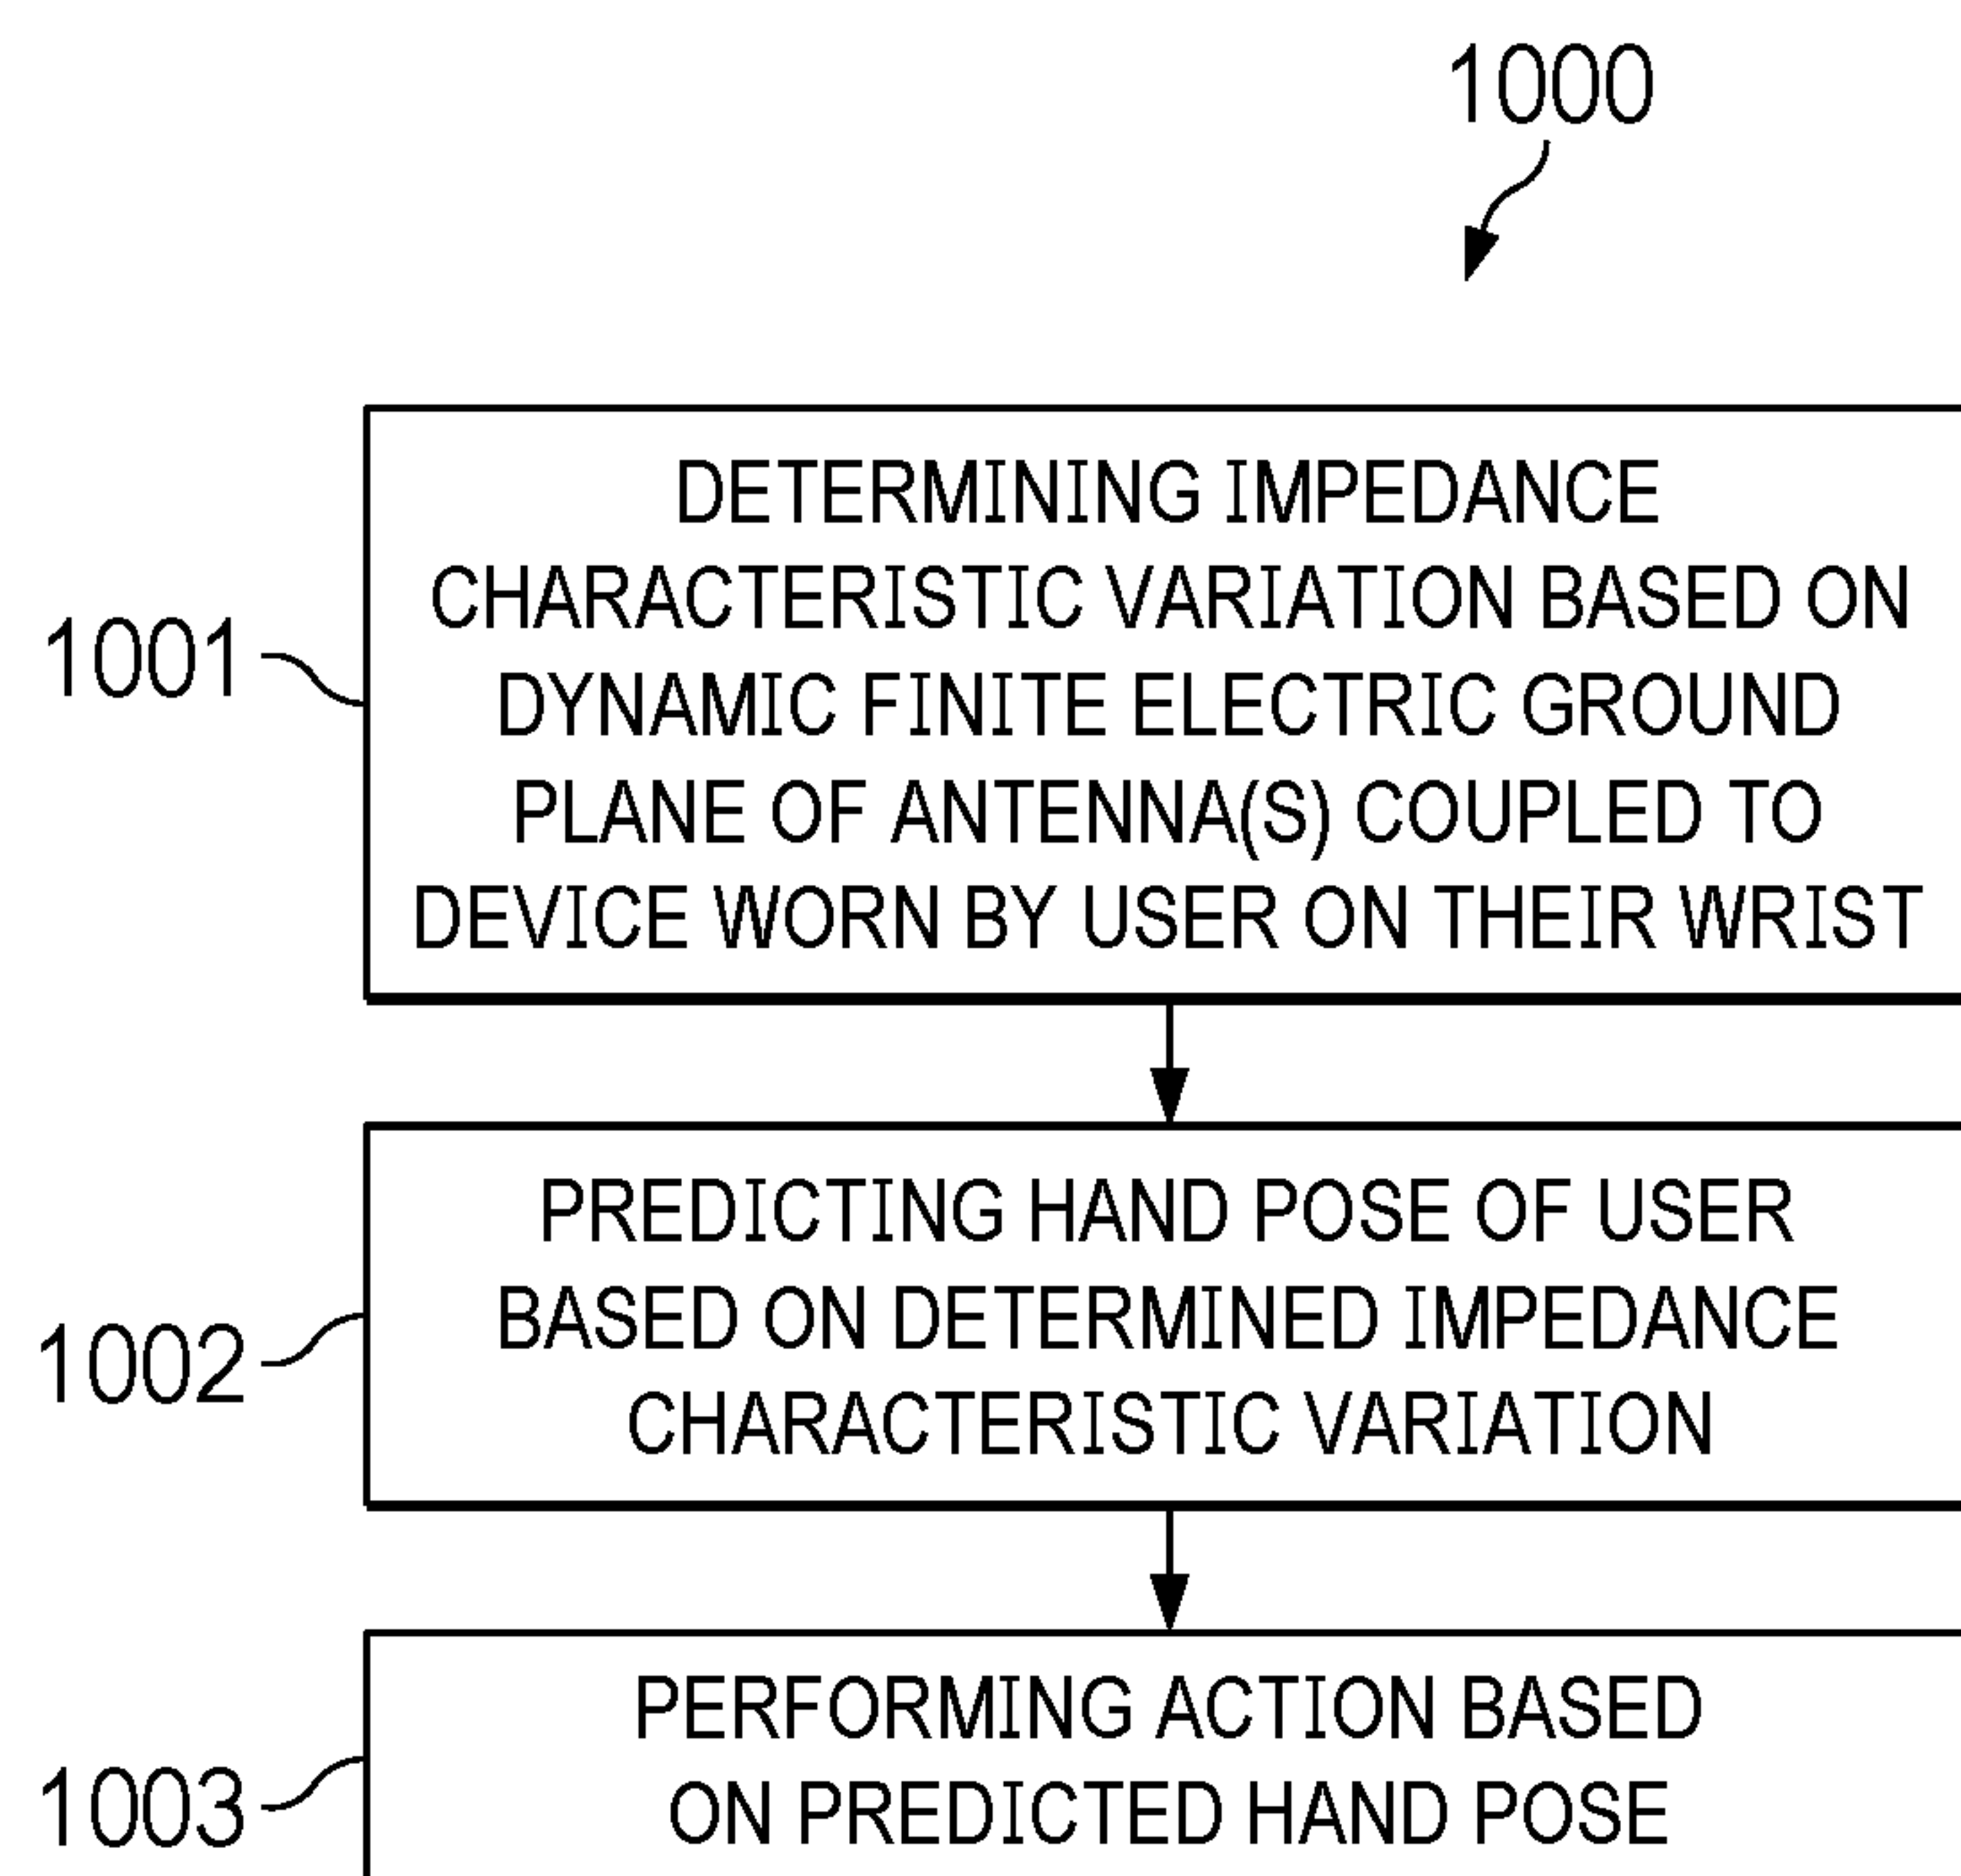 1000
DETERMINING IMPEDANCE
CHARACTERISTIC VARIATION BASED ON
1001
DYNAMIC FINITE ELECTRIC GROUND
PLANE OF ANTENNA(S) COUPLED TO
DEVICE WORN BY USER ON THEIR WRIST
PREDICTING HAND POSE OF USER
BASED ON DETERMINED IMPEDANCE
1002
CHARACTERISTIC VARIATION
PERFORMING ACTION BASED
1003
ON PREDICTED HAND POSE